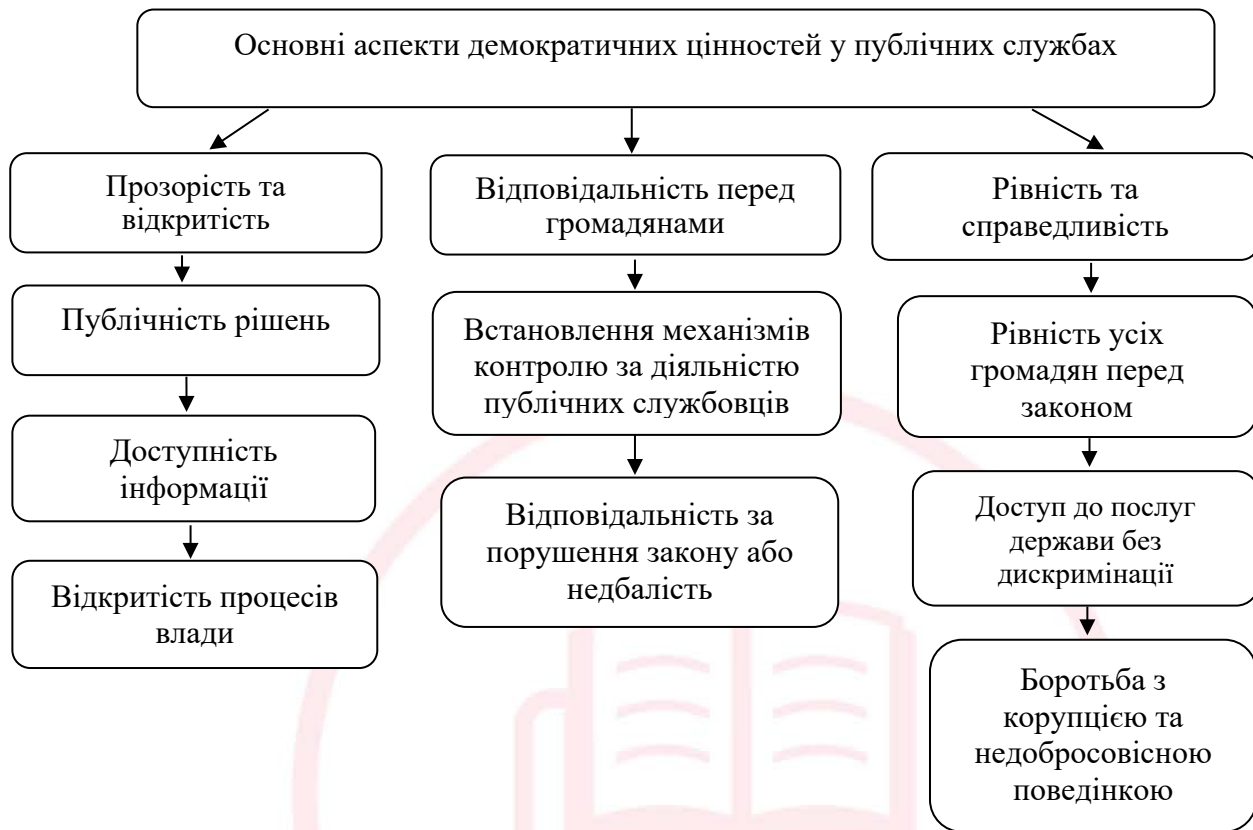 Основні аспекти демократичних цінностей у публічних службах
Прозорість та
відкритість
Публічність рішень
Доступність
інформації
Відкритість процесів
влади
Відповідальність перед
громадянами
Встановлення механізмів
контролю за діяльністю
публічних службовців
Відповідальність за
порушення закону або
недбалість
Рівність та
справедливість
Рівність усіх
громадян перед
законом
Доступ до послуг
держави без
дискримінації
Боротьба з
корупцією та
недобросовісною
поведінкою